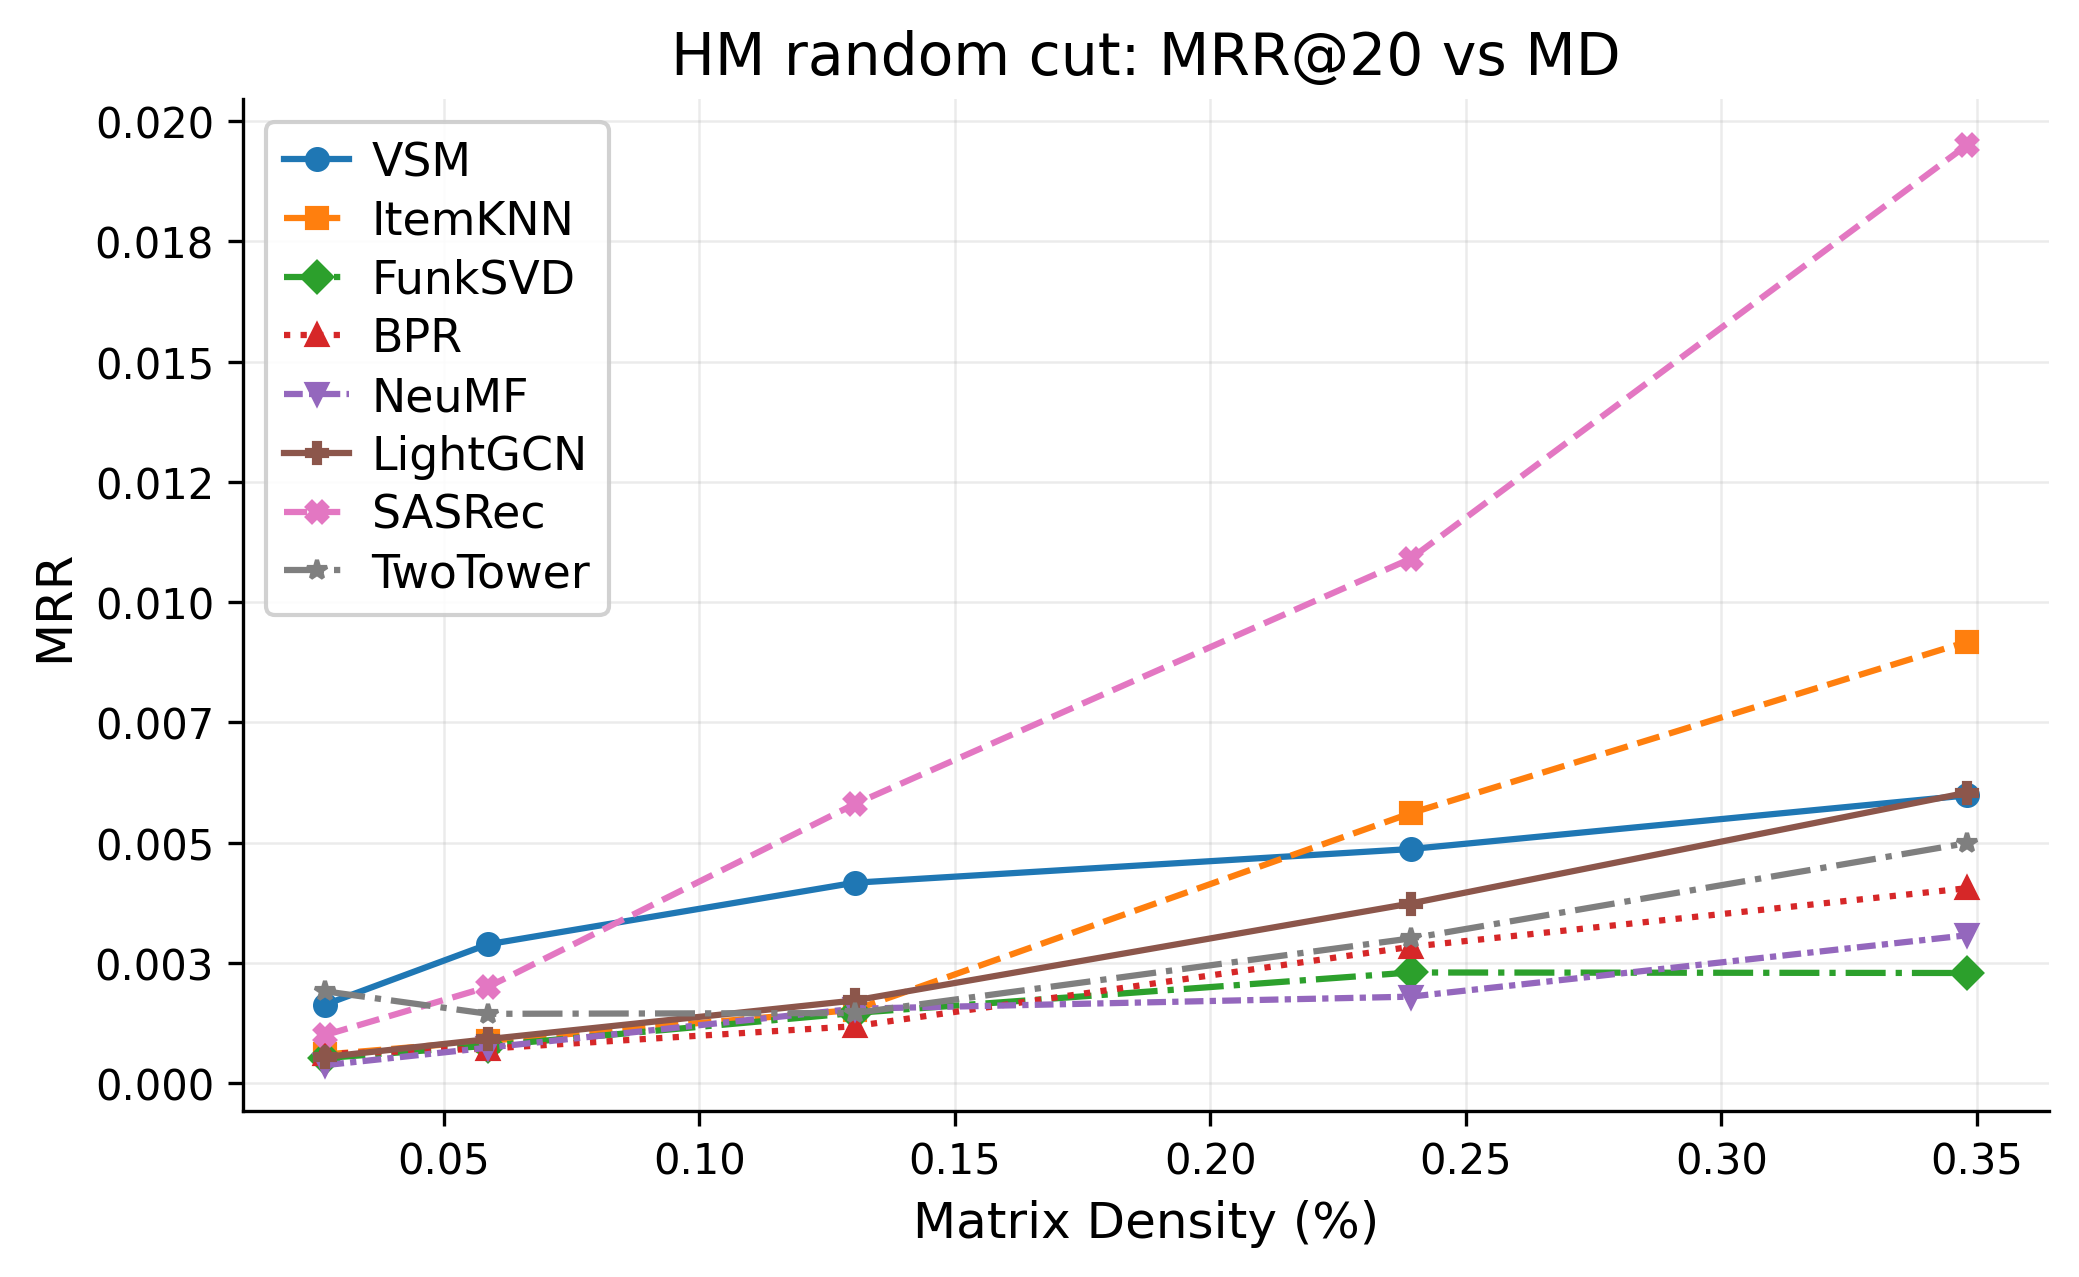 HM random cut: MRR@20 vs MD
0.020
0.018
0.015
0.012
0.010
0.007
0.005
0.003
0.000
MRR
VSM
ItemKNN
FunkSVD
BPR
NeuMF
LightGCN
SASRec
TwoTower
0.05 0.10 0.15 0.20 0.25 0.30 0.35
Matrix Density (%)